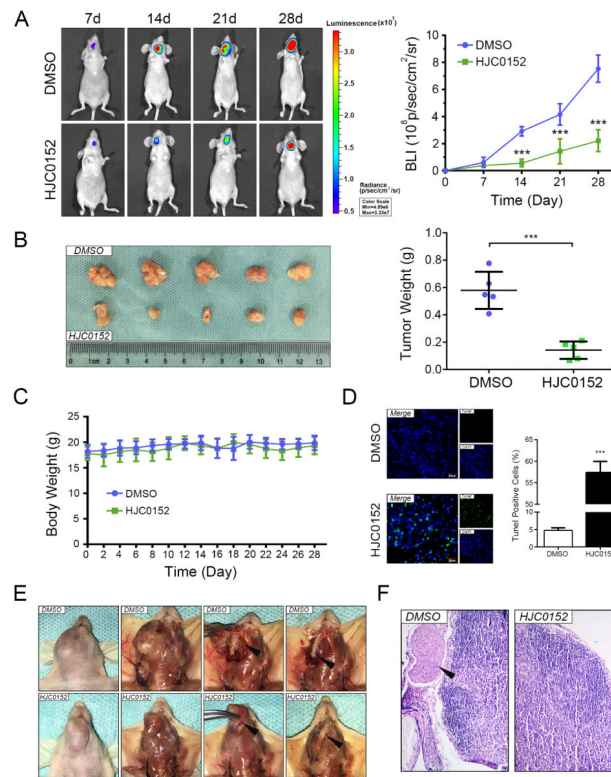 A
7d 14d 21d 28d
DMSO
HJC0152
Luminescence (x10⁷)
3.0
2.5
2.0
1.5
1.0
0.5
Radiance
(p/sec/cm²/sr)
Color Scale
Min=4.59e6
Max=3.33e7
BLI (10⁸p/sec/cm²/sr)
10
8
6
4
2
0
DMSO
HJC0152
*** *** ***
0 7 14 21 28
Time (Day)
B
DMSO
HJC0152
0 1cm 2 3 4 5 6 7 8 9 10 11 12 13
Tumor Weight (g)
1.0
0.8
0.6
0.4
0.2
0.0
***
DMSO HJC0152
C
Body Weight (g)
30
25
20
15
10
5
0
DMSO
HJC0152
0 2 4 6 8 10 12 14 16 18 20 22 24 26 28
Time (Day)
D
DMSO
Merge
HJC0152
Merge
Tunel Positive Cells (%)
65
60
55
50
10
5
0
***
DMSO HJC015
E
DMSO DMSO DMSO DMSO
HJC0152 HJC0152 HJC0152 HJC0152
F
DMSO HJC0152